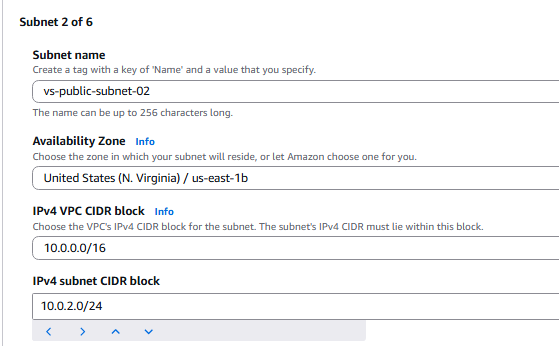 Subnet 2 of 6
Subnet name
Create a tag with a key of 'Name' and a value that you specify.
vs-public-subnet-02
The name can be up to 256 characters long.
Availability Zone Info
Choose the zone in which your subnet will reside, or let Amazon choose one for you.
United States (N. Virginia) / us-east-1b
IPv4 VPC CIDR block Info
Choose the VPC's IPv4 CIDR block for the subnet. The subnet's IPv4 CIDR must lie within this block.
10.0.0.0/16
IPv4 subnet CIDR block
10.0.2.0/24